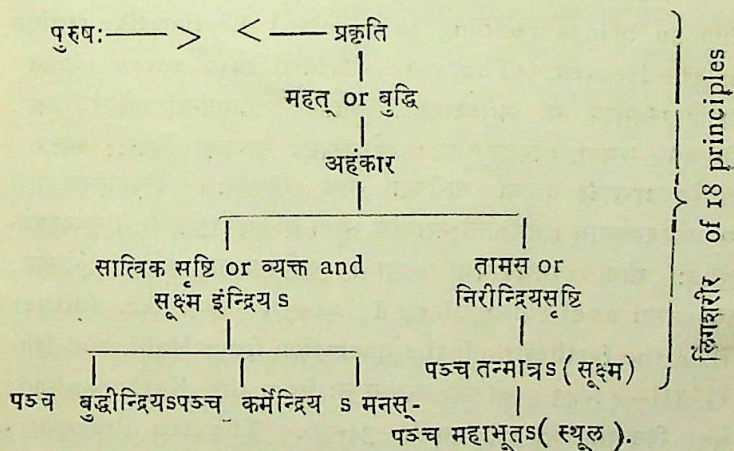 पुरुषः—— > < —— प्रकृति
महत् or बुद्धि
अहंकार
सात्विक सृष्टि or व्यक्त and तामस or
सूक्ष्म इंद्रिय s निरीन्द्रियसृष्टि
पञ्च तन्मात्रs ( सूक्ष्म)
पञ्च बुद्धीन्द्रियsपञ्च कर्मेन्द्रिय s मनस्-
पञ्च महाभूतs( स्थूल ).
लिंगशरीर of 18 principles